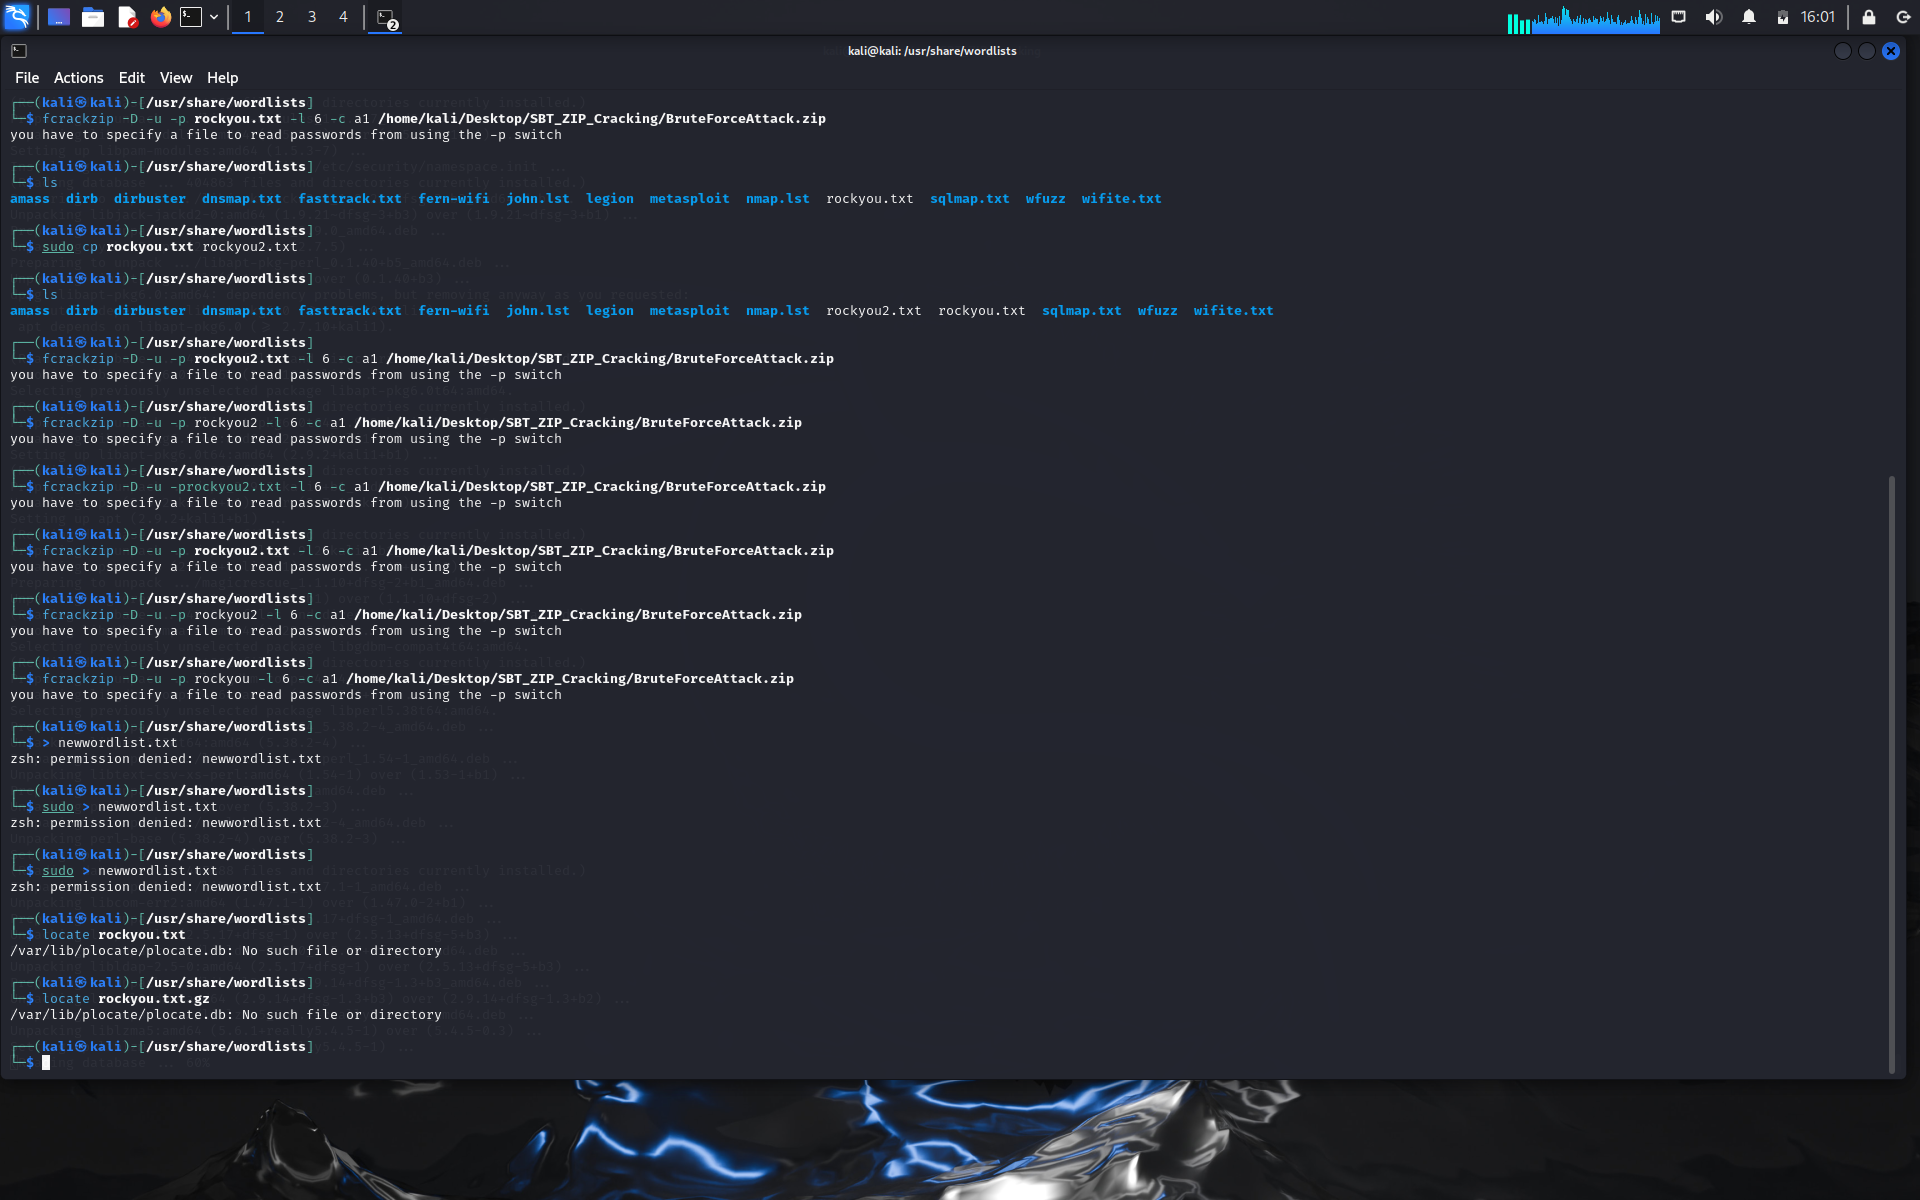 1 2 3 4 2 16:01
kali@kali: /usr/share/wordlists
File Actions Edit View Help
┌──(kali㉿kali)-[/usr/share/wordlists]
└─$ fcrackzip -D -u -p rockyou.txt -l 6 -c a1 /home/kali/Desktop/SBT_ZIP_Cracking/BruteForceAttack.zip
you have to specify a file to read passwords from using the -p switch
┌──(kali㉿kali)-[/usr/share/wordlists]
└─$ ls
amass dirb dirbuster dnsmap.txt fasttrack.txt fern-wifi john.lst legion metasploit nmap.lst rockyou.txt sqlmap.txt wfuzz wifite.txt
┌──(kali㉿kali)-[/usr/share/wordlists]
└─$ sudo cp rockyou.txt rockyou2.txt
┌──(kali㉿kali)-[/usr/share/wordlists]
└─$ ls
amass dirb dirbuster dnsmap.txt fasttrack.txt fern-wifi john.lst legion metasploit nmap.lst rockyou2.txt rockyou.txt sqlmap.txt wfuzz wifite.txt
┌──(kali㉿kali)-[/usr/share/wordlists]
└─$ fcrackzip -D -u -p rockyou2.txt -l 6 -c a1 /home/kali/Desktop/SBT_ZIP_Cracking/BruteForceAttack.zip
you have to specify a file to read passwords from using the -p switch
┌──(kali㉿kali)-[/usr/share/wordlists]
└─$ fcrackzip -D -u -p rockyou2 -l 6 -c a1 /home/kali/Desktop/SBT_ZIP_Cracking/BruteForceAttack.zip
you have to specify a file to read passwords from using the -p switch
┌──(kali㉿kali)-[/usr/share/wordlists]
└─$ fcrackzip -D -u -prockyou2.txt -l 6 -c a1 /home/kali/Desktop/SBT_ZIP_Cracking/BruteForceAttack.zip
you have to specify a file to read passwords from using the -p switch
┌──(kali㉿kali)-[/usr/share/wordlists]
└─$ fcrackzip -D -u -p rockyou2.txt -l 6 -c a1 /home/kali/Desktop/SBT_ZIP_Cracking/BruteForceAttack.zip
you have to specify a file to read passwords from using the -p switch
┌──(kali㉿kali)-[/usr/share/wordlists]
└─$ fcrackzip -D -u -p rockyou2 -l 6 -c a1 /home/kali/Desktop/SBT_ZIP_Cracking/BruteForceAttack.zip
you have to specify a file to read passwords from using the -p switch
┌──(kali㉿kali)-[/usr/share/wordlists]
└─$ fcrackzip -D -u -p rockyou -l 6 -c a1 /home/kali/Desktop/SBT_ZIP_Cracking/BruteForceAttack.zip
you have to specify a file to read passwords from using the -p switch
┌──(kali㉿kali)-[/usr/share/wordlists]
└─$ > newwordlist.txt
zsh: permission denied: newwordlist.txt
┌──(kali㉿kali)-[/usr/share/wordlists]
└─$ sudo > newwordlist.txt
zsh: permission denied: newwordlist.txt
┌──(kali㉿kali)-[/usr/share/wordlists]
└─$ sudo > newwordlist.txt
zsh: permission denied: newwordlist.txt
┌──(kali㉿kali)-[/usr/share/wordlists]
└─$ locate rockyou.txt
/var/lib/plocate/plocate.db: No such file or directory
┌──(kali㉿kali)-[/usr/share/wordlists]
└─$ locate rockyou.txt.gz
/var/lib/plocate/plocate.db: No such file or directory
┌──(kali㉿kali)-[/usr/share/wordlists]
└─$